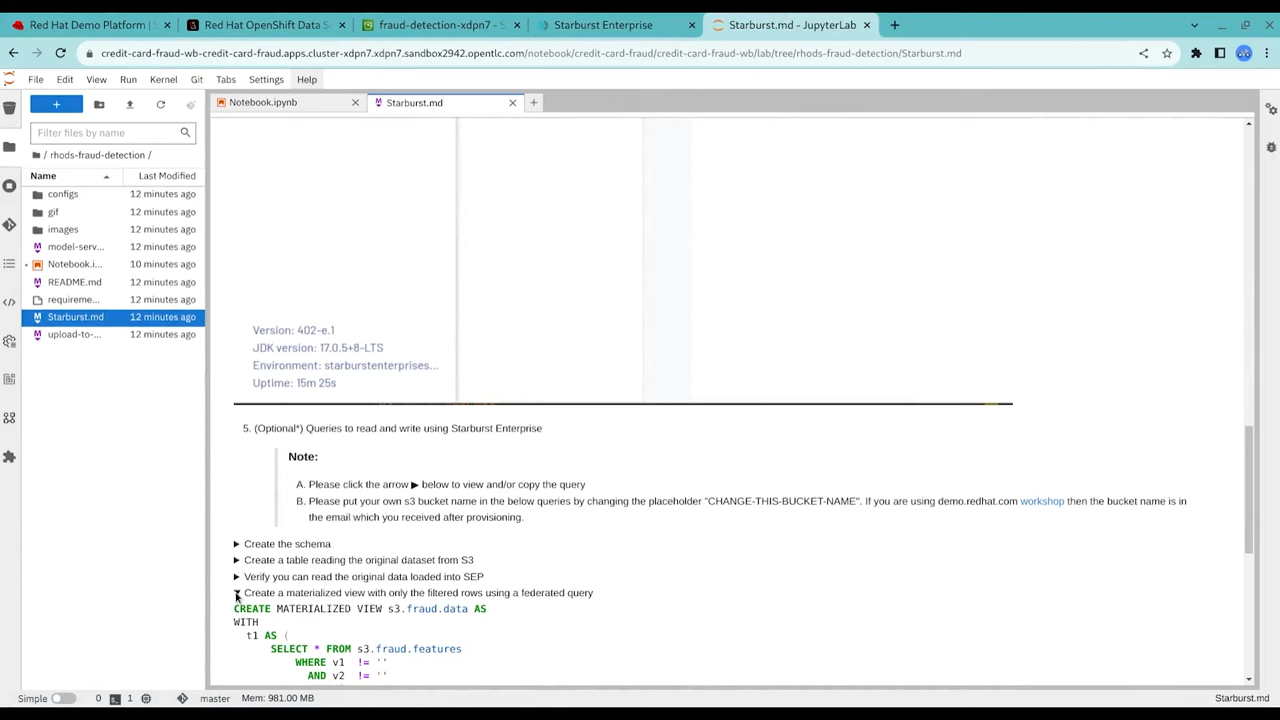 Red Hat Demo Platform |
Red Hat OpenShift Data S
fraud-detection-xdpn7 - S
Starburst Enterprise
Starburst.md - JupyterLab
credit-card-fraud-wb-credit-card-fraud.apps.cluster-xdpn7.xdpn7.sandbox2942.opentlc.com/notebook/credit-card-fraud/credit-card-fraud-wb/lab/tree/rhods-fraud-detection/Starburst.md
File Edit View Run Kernel Git Tabs Settings Help
Notebook.ipynb
Starburst.md
Filter files by name
/ rhods-fraud-detection /
Name Last Modified
configs 12 minutes ago
gif 12 minutes ago
images 12 minutes ago
model-serv... 12 minutes ago
Notebook.i... 10 minutes ago
README.md 12 minutes ago
requireme... 12 minutes ago
Starburst.md 12 minutes ago
upload-to-... 12 minutes ago
Version: 402-e.1
JDK version: 17.0.5+8-LTS
Environment: starburstenterprises...
Uptime: 15m 25s
5. (Optional*) Queries to read and write using Starburst Enterprise
Note:
A. Please click the arrow ▶ below to view and/or copy the query
B. Please put your own s3 bucket name in the below queries by changing the placeholder "CHANGE-THIS-BUCKET-NAME". If you are using demo.redhat.com workshop then the bucket name is in
the email which you received after provisioning.
▶ Create the schema
▶ Create a table reading the original dataset from S3
▶ Verify you can read the original data loaded into SEP
▼ Create a materialized view with only the filtered rows using a federated query
CREATE MATERIALIZED VIEW s3.fraud.data AS
WITH
t1 AS (
SELECT * FROM s3.fraud.features
WHERE v1 != ''
AND v2 != ''
Simple 0 1 master Mem: 981.00 MB Starburst.md